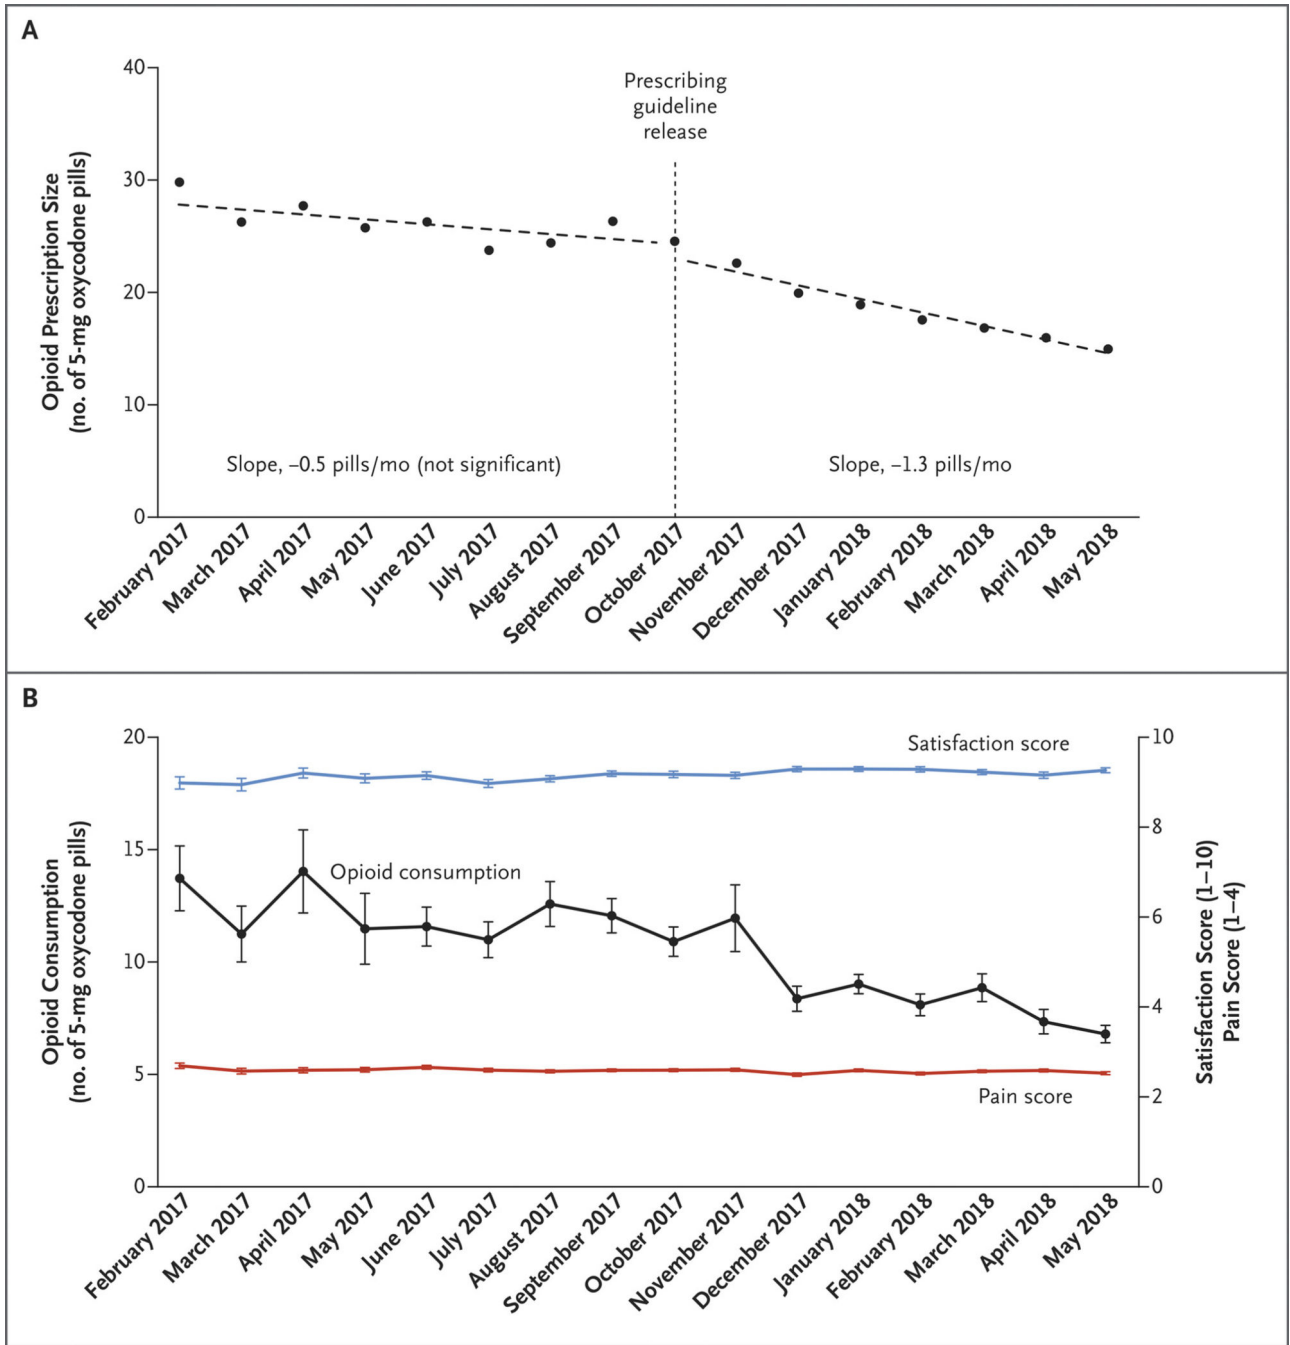 A
40
30
20
10
0
Opioid Prescription Size
(no. of 5-mg oxycodone pills)
Prescribing
guideline
release
Slope, –0.5 pills/mo (not significant)
Slope, –1.3 pills/mo
February 2017
March 2017
April 2017
May 2017
June 2017
July 2017
August 2017
September 2017
October 2017
November 2017
December 2017
January 2018
February 2018
March 2018
April 2018
May 2018
B
20
15
10
5
0
Opioid Consumption
(no. of 5-mg oxycodone pills)
Satisfaction score
Opioid consumption
Pain score
10
8
6
4
2
0
Satisfaction Score (1–10)
Pain Score (1–4)
February 2017
March 2017
April 2017
May 2017
June 2017
July 2017
August 2017
September 2017
October 2017
November 2017
December 2017
January 2018
February 2018
March 2018
April 2018
May 2018